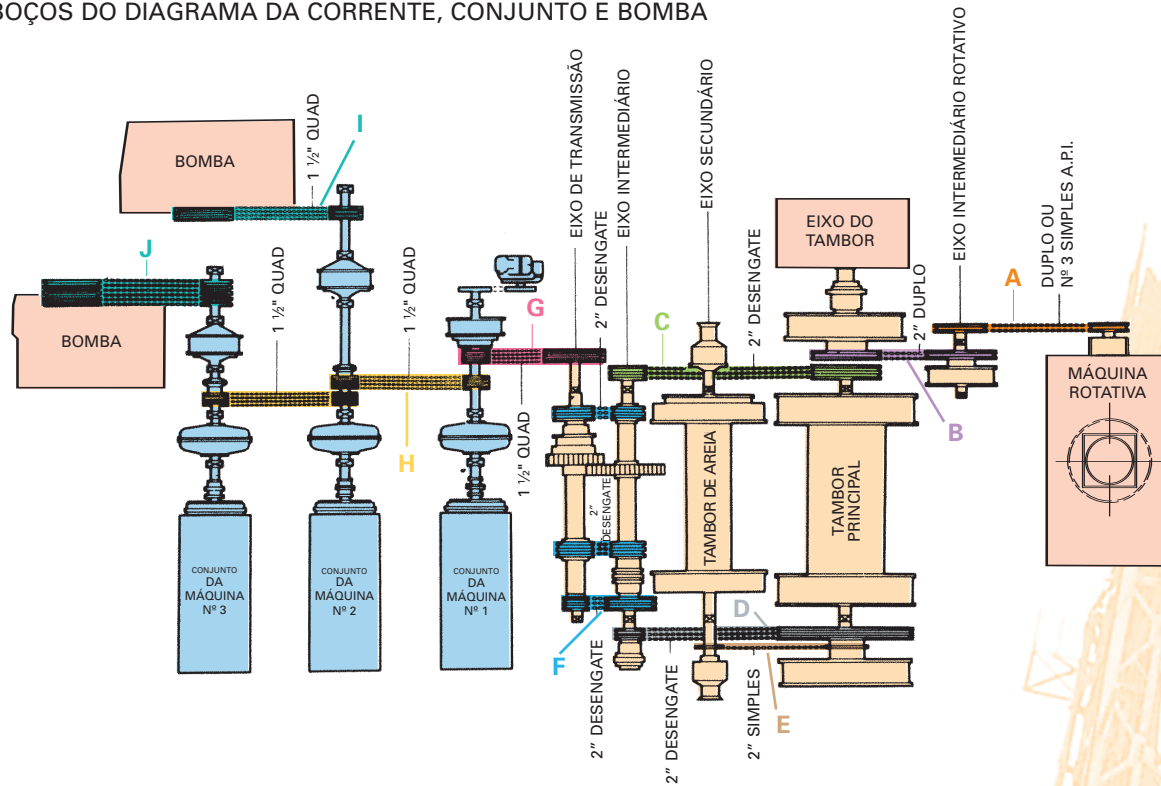 BOÇOS DO DIAGRAMA DA CORRENTE, CONJUNTO E BOMBA
BOMBA
1 ½" QUAD
I
J
BOMBA
1 ½" QUAD
1 ½" QUAD
H
G
1 ½" QUAD
EIXO DE TRANSMISSÃO
2" DESENGATE
EIXO INTERMEDIÁRIO
C
EIXO SECUNDÁRIO
2" DESENGATE
EIXO DO
TAMBOR
2" DUPLO
B
EIXO INTERMEDIÁRIO ROTATIVO
A
DUPLO OU
Nº 3 SIMPLES A.P.I.
MÁQUINA
ROTATIVA
2"
DESENGATE
TAMBOR DE AREIA
TAMBOR
PRINCIPAL
CONJUNTO
DA
MÁQUINA
Nº 3
CONJUNTO
DA
MÁQUINA
Nº 2
CONJUNTO
DA
MÁQUINA
Nº 1
F
2" DESENGATE
2" DESENGATE
D
2" SIMPLES
E